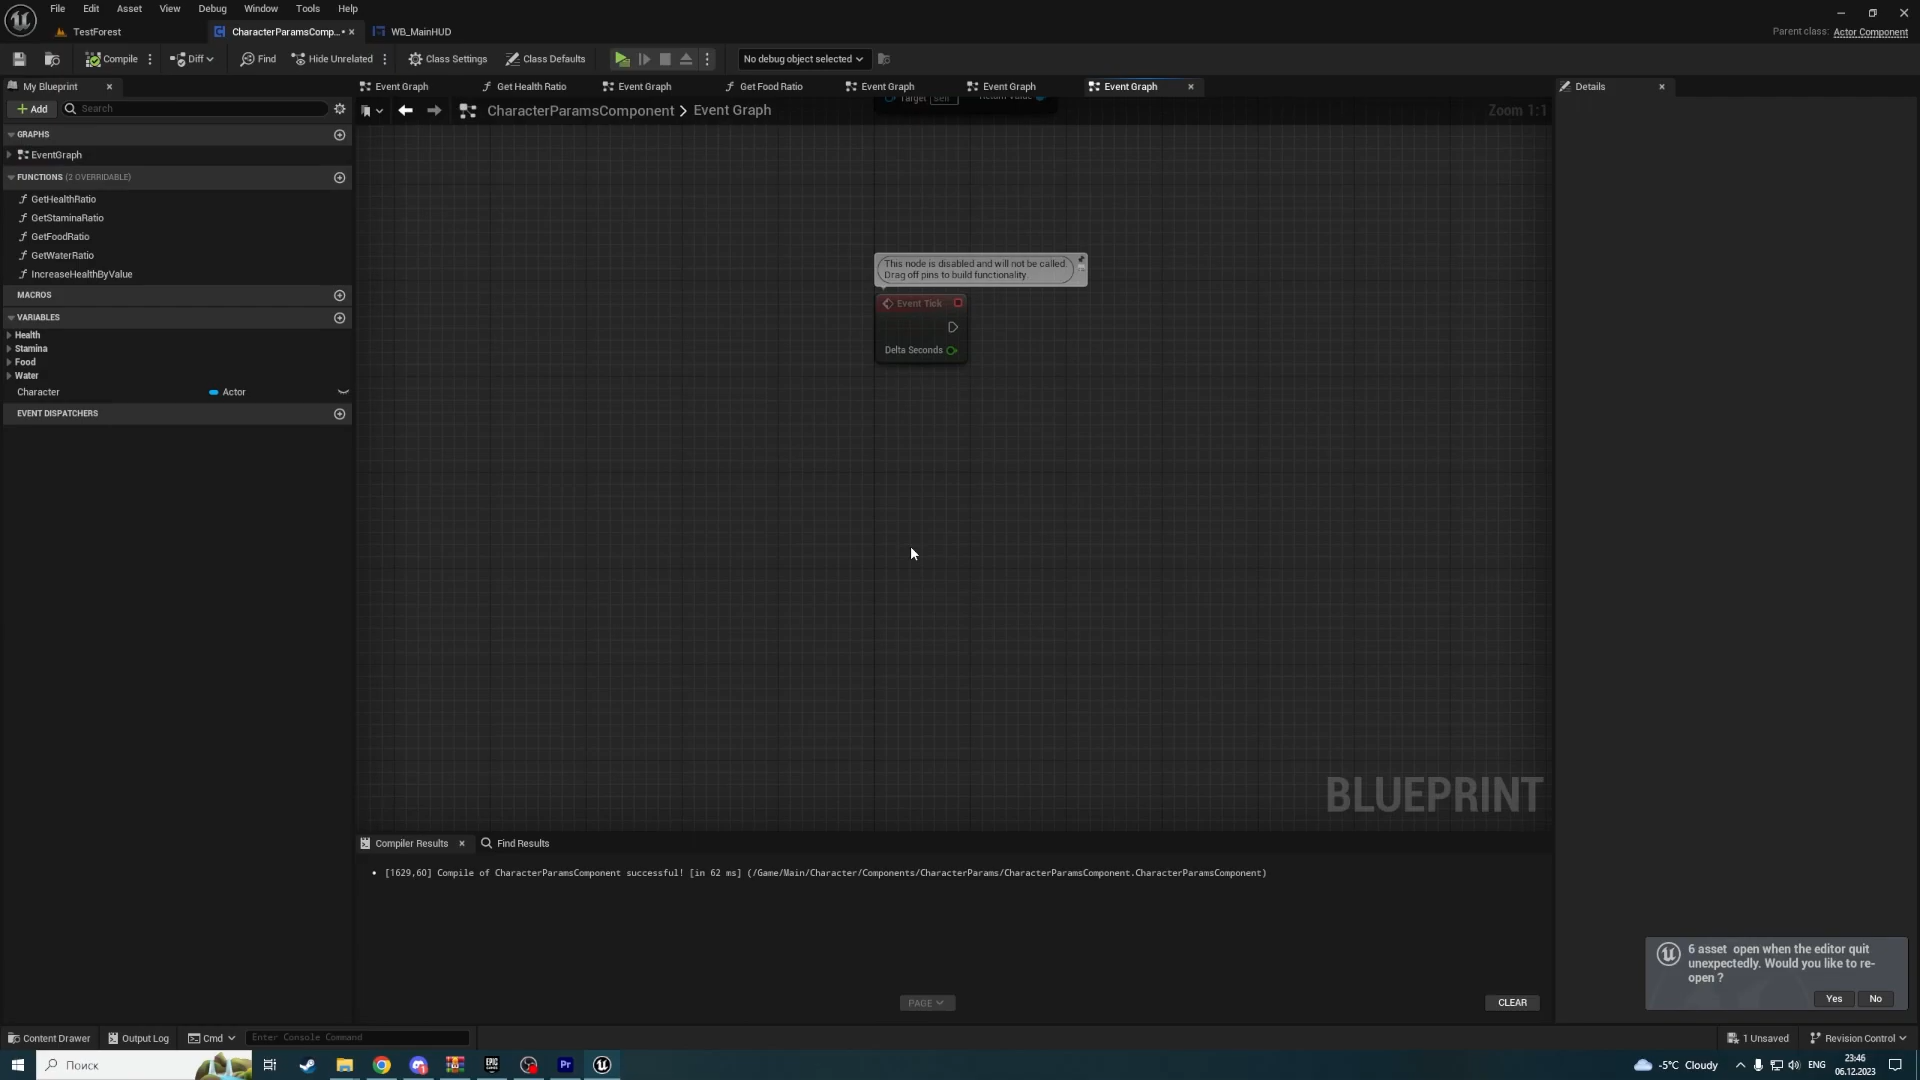 File Edit Asset View Debug Window Tools Help
TestForest CharacterParamsComp...• WB_MainHUD
Parent class: Actor Component
Compile Diff Find Hide Unrelated Class Settings Class Defaults No debug object selected
My Blueprint Event Graph Get Health Ratio Event Graph Get Food Ratio Event Graph Event Graph Event Graph Details
+ Add Search
CharacterParamsComponent > Event Graph
Zoom 1:1
Target self Return Value
GRAPHS
EventGraph
FUNCTIONS (2 OVERRIDABLE)
GetHealthRatio
GetStaminaRatio
GetFoodRatio
GetWaterRatio
IncreaseHealthByValue
MACROS
VARIABLES
Health
Stamina
Food
Water
Character Actor
EVENT DISPATCHERS
This node is disabled and will not be called.
Drag off pins to build functionality.
Event Tick
Delta Seconds
BLUEPRINT
Compiler Results Find Results
• [1629,60] Compile of CharacterParamsComponent successful! [in 62 ms] (/Game/Main/Character/Components/CharacterParams/CharacterParamsComponent.CharacterParamsComponent)
PAGE
CLEAR
6 asset open when the editor quit
unexpectedly. Would you like to re-
open ?
Yes No
Content Drawer Output Log Cmd Enter Console Command
1 Unsaved Revision Control
Поиск
EPIC GAMES
Pr
-5°C Cloudy
ENG
23:46
06.12.2023